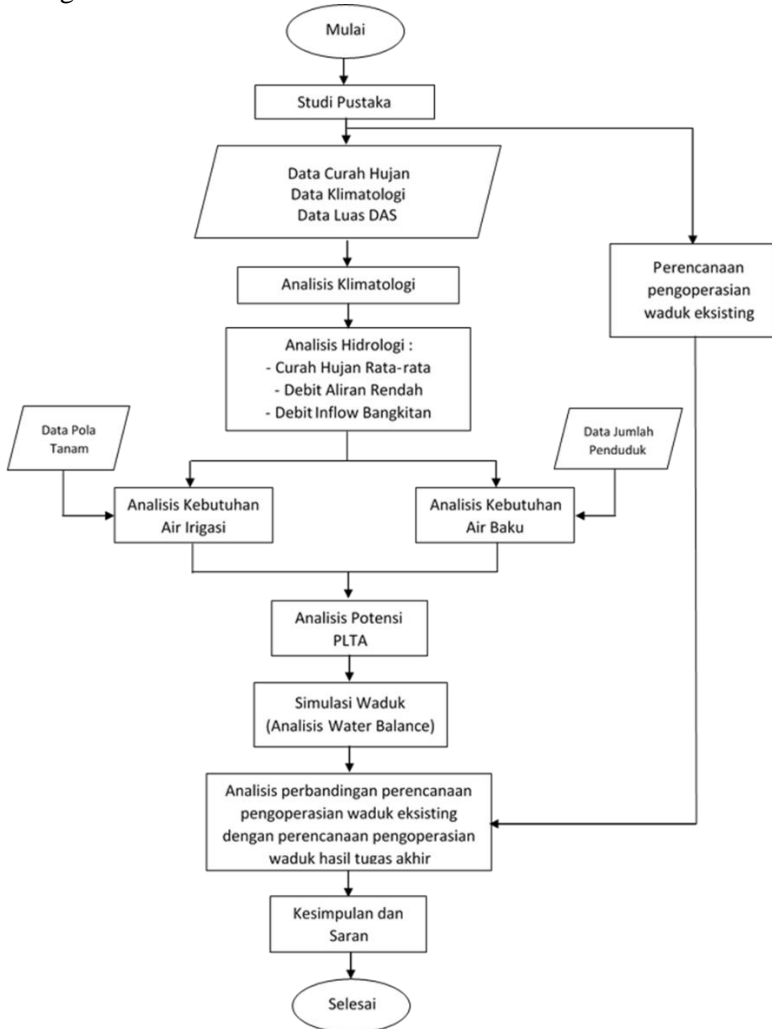 Mulai
Studi Pustaka
Data Curah Hujan
Data Klimatologi
Data Luas DAS
Perencanaan
pengoperasian
waduk eksisting
Analisis Klimatologi
Analisis Hidrologi :
- Curah Hujan Rata-rata
- Debit Aliran Rendah
- Debit Inflow Bangkitan
Data Pola
Tanam
Data Jumlah
Penduduk
Analisis Kebutuhan
Air Irigasi
Analisis Kebutuhan
Air Baku
Analisis Potensi
PLTA
Simulasi Waduk
(Analisis Water Balance)
Analisis perbandingan perencanaan
pengoperasian waduk eksisting
dengan perencanaan pengoperasian
waduk hasil tugas akhir
Kesimpulan dan
Saran
Selesai